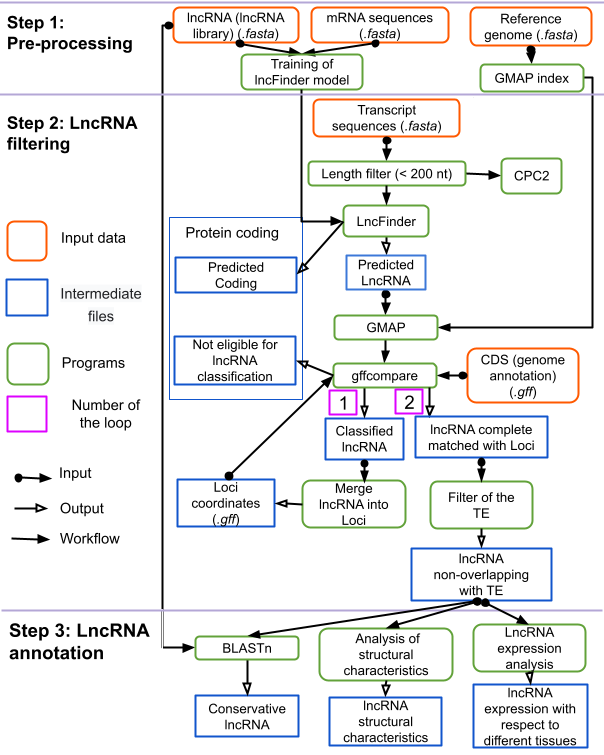 Step 1:
Pre-processing
lncRNA (lncRNA
library) (.fasta)
mRNA sequences
(.fasta)
Reference
genome (.fasta)
Training of
lncFinder model
GMAP index
Step 2: LncRNA
filtering
Transcript
sequences (.fasta)
Length filter (< 200 nt)
CPC2
LncFinder
Protein coding
Predicted
Coding
Predicted
LncRNA
Input data
Intermediate
files
Programs
Number of
the loop
Input
Output
Workflow
GMAP
Not eligible for
lncRNA
classification
gffcompare
CDS (genome
annotation)
(.gff)
1
2
Classified
lncRNA
lncRNA complete
matched with Loci
Loci
coordinates
(.gff)
Merge
lncRNA into
Loci
Filter of the
TE
lncRNA
non-overlapping
with TE
Step 3: LncRNA
annotation
BLASTn
Analysis of
structural
characteristics
LncRNA
expression
analysis
Conservative
lncRNA
lncRNA
structural
characteristics
lncRNA
expression with
respect to
different tissues